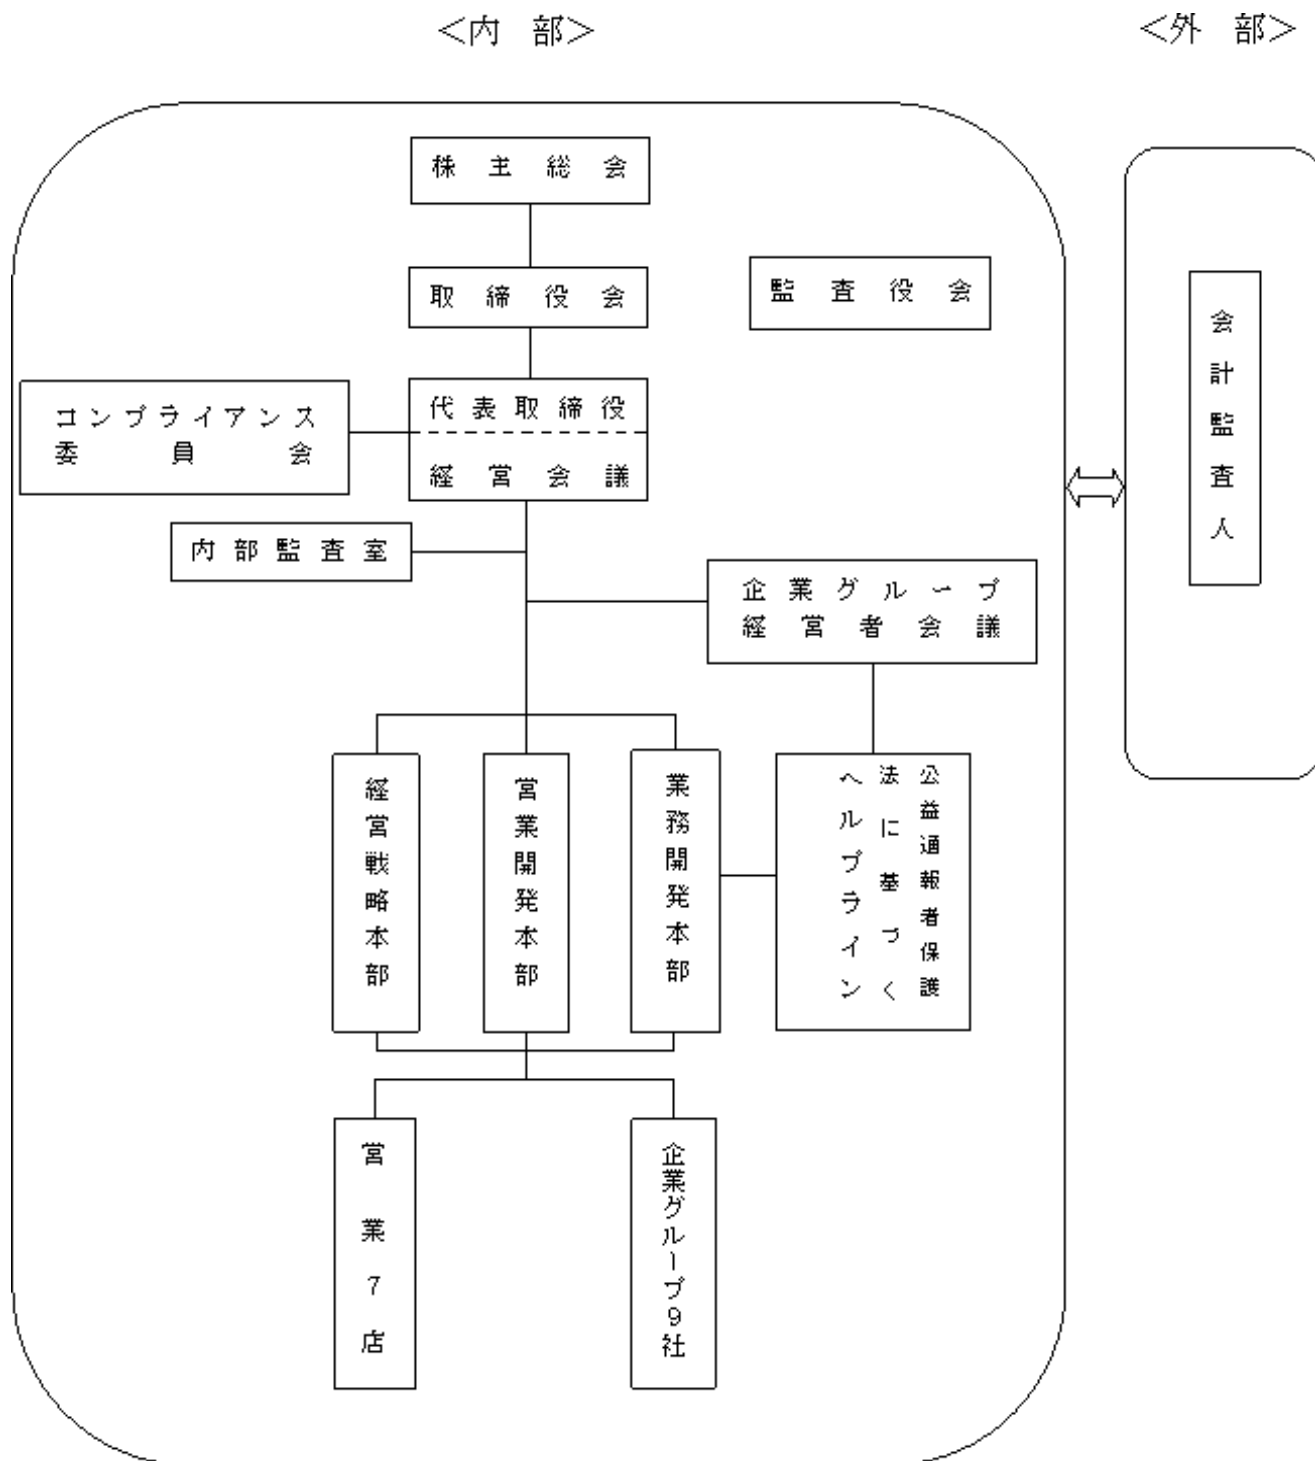 ＜内　部＞
＜外　部＞
株主総会
取締役会
監査役会
代表取締役
経営会議
コンプライアンス
委員会
内部監査室
企業グループ
経営者会議
会計監査人
経営戦略本部
営業開発本部
業務開発本部
公益通報者保護
法に基づく
ヘルプライン
営業７店
企業グループ９社